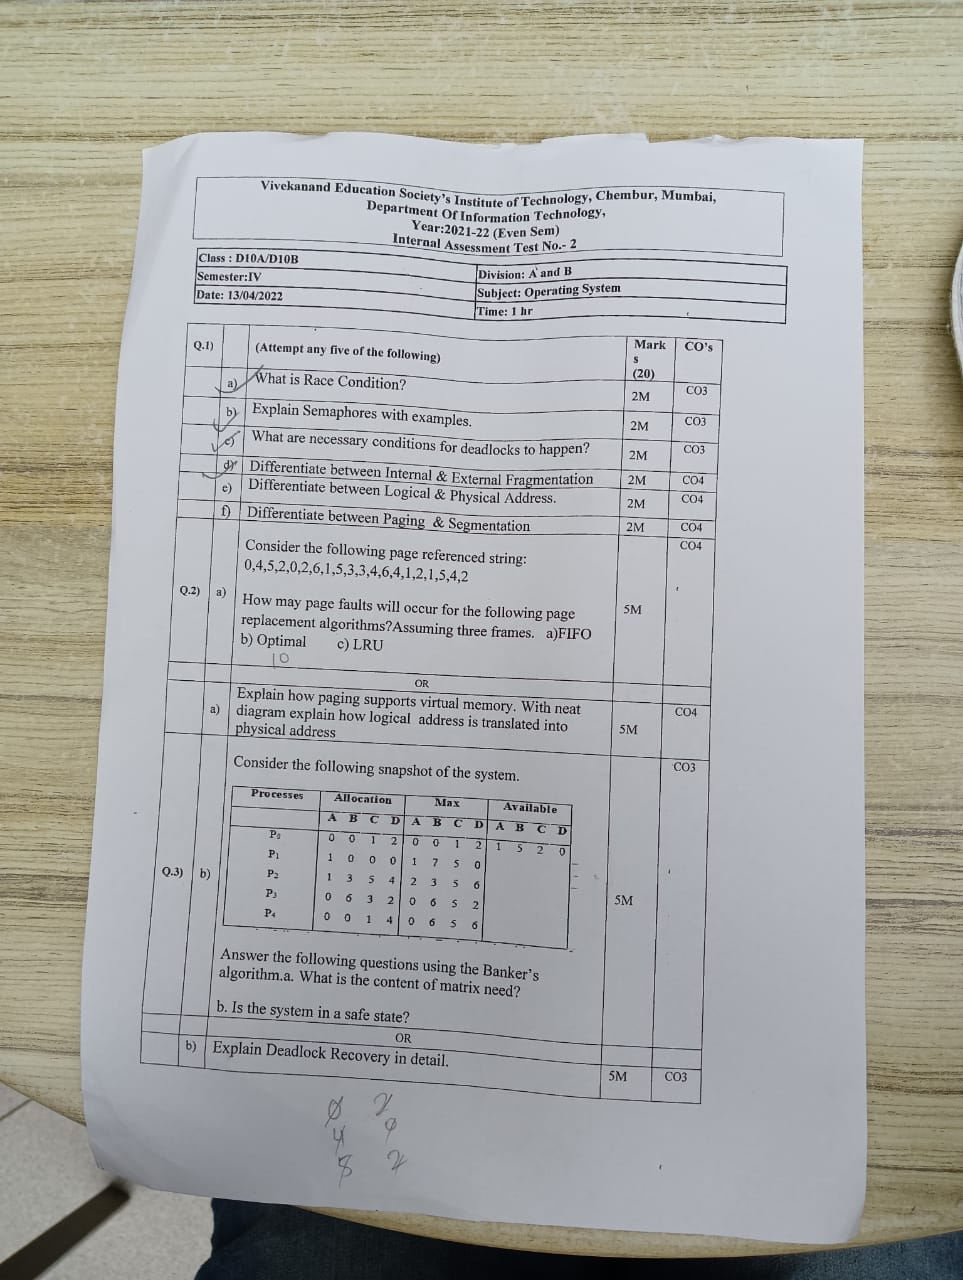 Vivekanand Education Society's Institute of Technology, Chembur, Mumbai,
Department Of Information Technology,
Year:2021-22 (Even Sem)
Internal Assessment Test No.- 2
Class : D10A/D10B
Division: A and B
Semester:IV
Subject: Operating System
Date: 13/04/2022
Time: 1 hr
Q.1) (Attempt any five of the following) Mark CO's
s
(20)
a) What is Race Condition? 2M CO3
b) Explain Semaphores with examples. 2M CO3
c) What are necessary conditions for deadlocks to happen? 2M CO3
d) Differentiate between Internal & External Fragmentation 2M CO4
e) Differentiate between Logical & Physical Address. 2M CO4
f) Differentiate between Paging & Segmentation 2M CO4
Consider the following page referenced string: CO4
0,4,5,2,0,2,6,1,5,3,3,4,6,4,1,2,1,5,4,2
Q.2) a) How may page faults will occur for the following page 5M
replacement algorithms?Assuming three frames. a)FIFO
b) Optimal c) LRU
10
OR
a) Explain how paging supports virtual memory. With neat CO4
diagram explain how logical address is translated into 5M
physical address
Consider the following snapshot of the system. CO3
Processes Allocation Max Available
A B C D A B C D A B C D
P0 0 0 1 2 0 0 1 2 1 5 2 0
P1 1 0 0 0 1 7 5 0
P2 1 3 5 4 2 3 5 6
P3 0 6 3 2 0 6 5 2
P4 0 0 1 4 0 6 5 6
Q.3) b) 5M
Answer the following questions using the Banker's
algorithm.a. What is the content of matrix need?
b. Is the system in a safe state?
OR
b) Explain Deadlock Recovery in detail. 5M CO3